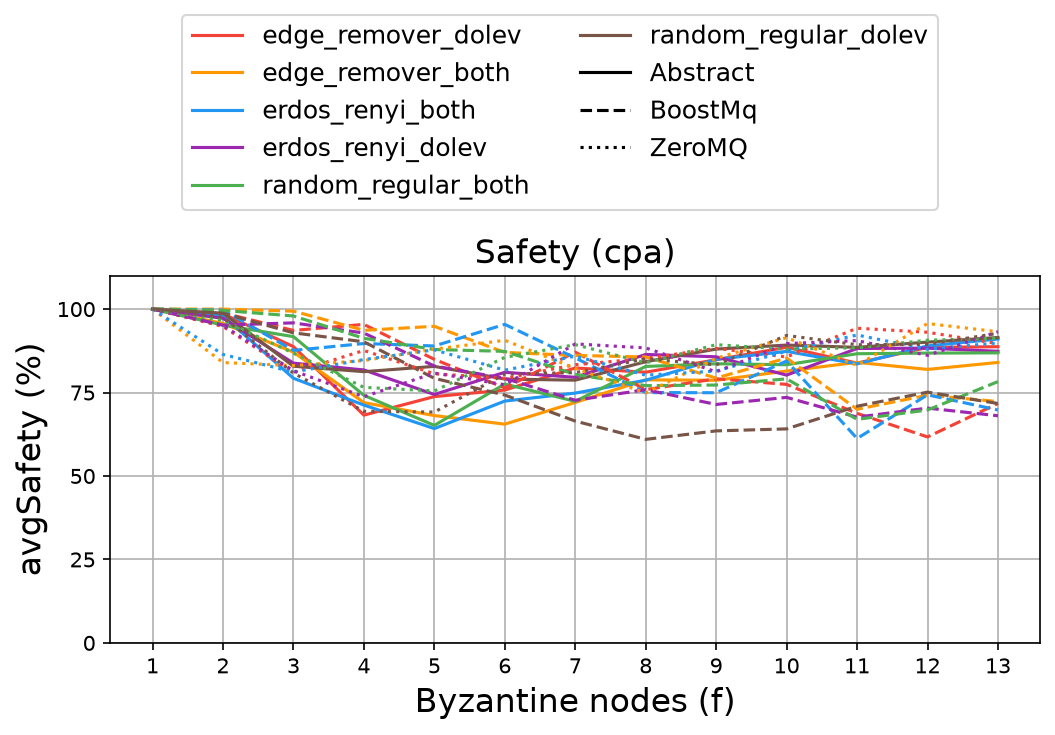 edge_remover_dolev
edge_remover_both
erdos_renyi_both
erdos_renyi_dolev
random_regular_both
random_regular_dolev
Abstract
BoostMq
ZeroMQ
Safety (cpa)
avgSafety (%)
100
75
50
25
0
1 2 3 4 5 6 7 8 9 10 11 12 13
Byzantine nodes (f)